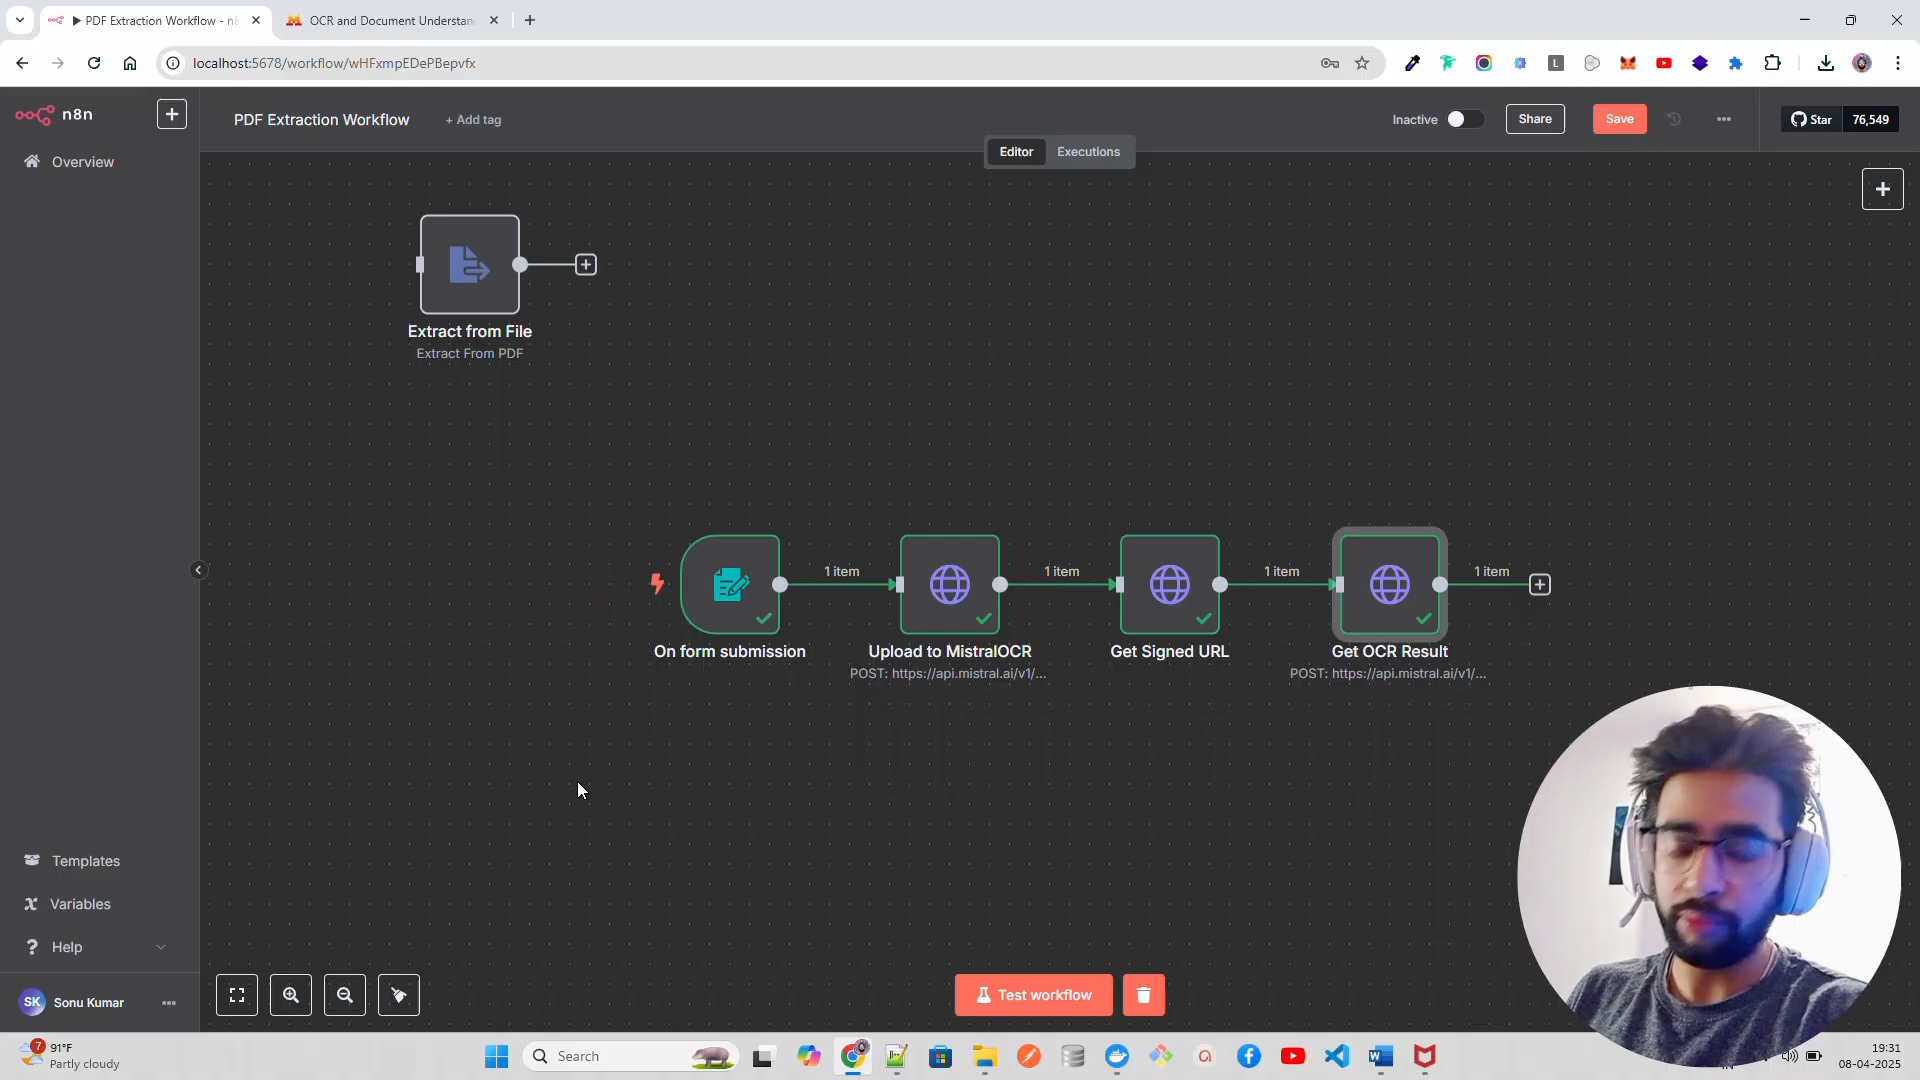 PDF Extraction Workflow - n8
OCR and Document Understan
localhost:5678/workflow/wHFxmpEDePBepvfx
n8n
PDF Extraction Workflow
+ Add tag
Inactive
Share
Save
Star
76,549
Editor
Executions
Overview
Extract from File
Extract From PDF
1 item
1 item
1 item
1 item
On form submission
Upload to MistralOCR
Get Signed URL
Get OCR Result
POST: https://api.mistral.ai/v1/...
POST: https://api.mistral.ai/v1/...
Templates
Variables
Help
SK
Sonu Kumar
Test workflow
7
91°F
Partly cloudy
Search
19:31
08-04-2025